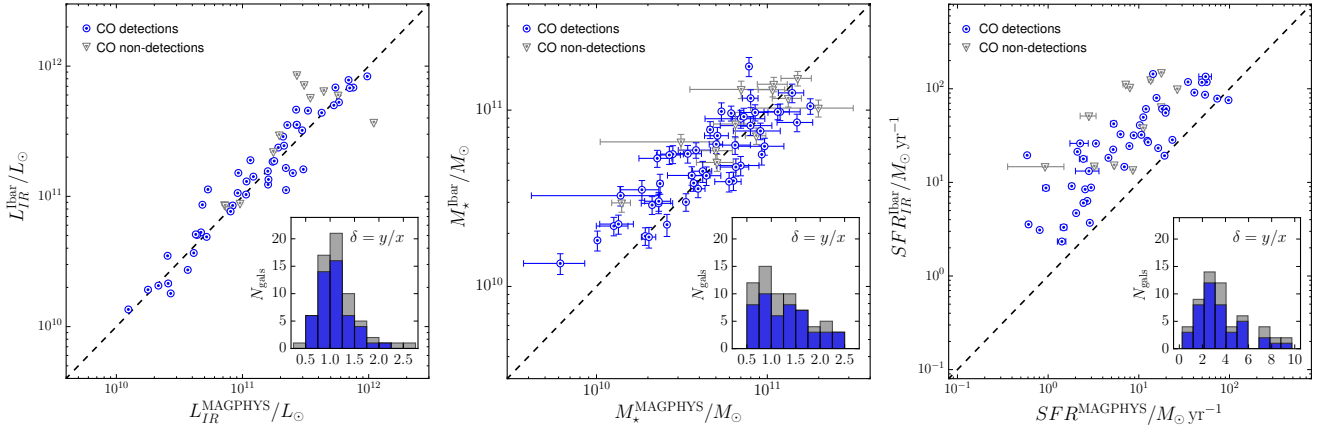 CO detections
CO non-detections
10^12
10^11
10^10
L_IR^Ibar/L_⊙
δ = y/x
20
15
10
5
0
N_gals
0.5 1.0 1.5 2.0 2.5
10^10 10^11 10^12
L_IR^MAGPHYS/L_⊙
CO detections
CO non-detections
10^11
10^10
M_⋆^Ibar/M_⊙
δ = y/x
20
15
10
5
0
N_gals
0.5 1.0 1.5 2.0 2.5
10^10 10^11
M_⋆^MAGPHYS/M_⊙
CO detections
CO non-detections
10^2
10^1
10^0
10^-1
SFR_IR^Ibar/M_⊙ yr^-1
δ = y/x
20
15
10
5
0
N_gals
0 2 4 6 8 10
10^-1 10^0 10^1 10^2
SFR^MAGPHYS/M_⊙ yr^-1